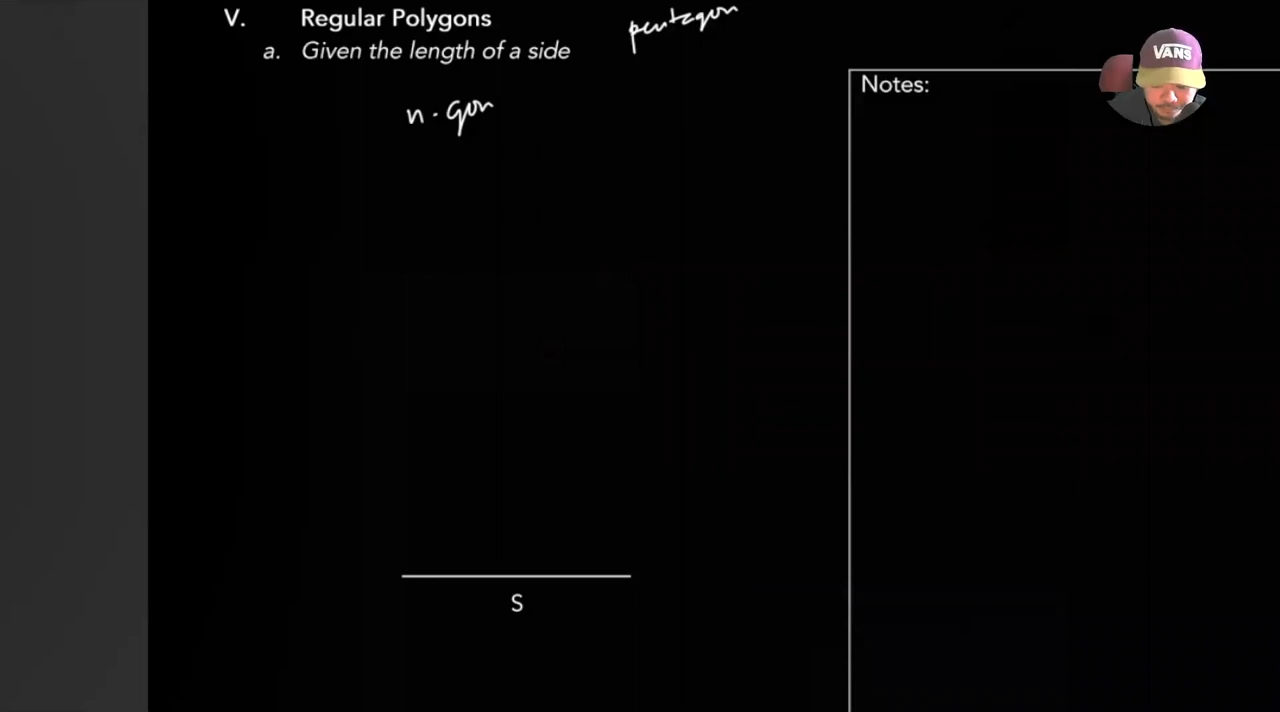 V. Regular Polygons
pentagon
a. Given the length of a side
n-gon
Notes:
VANS
S